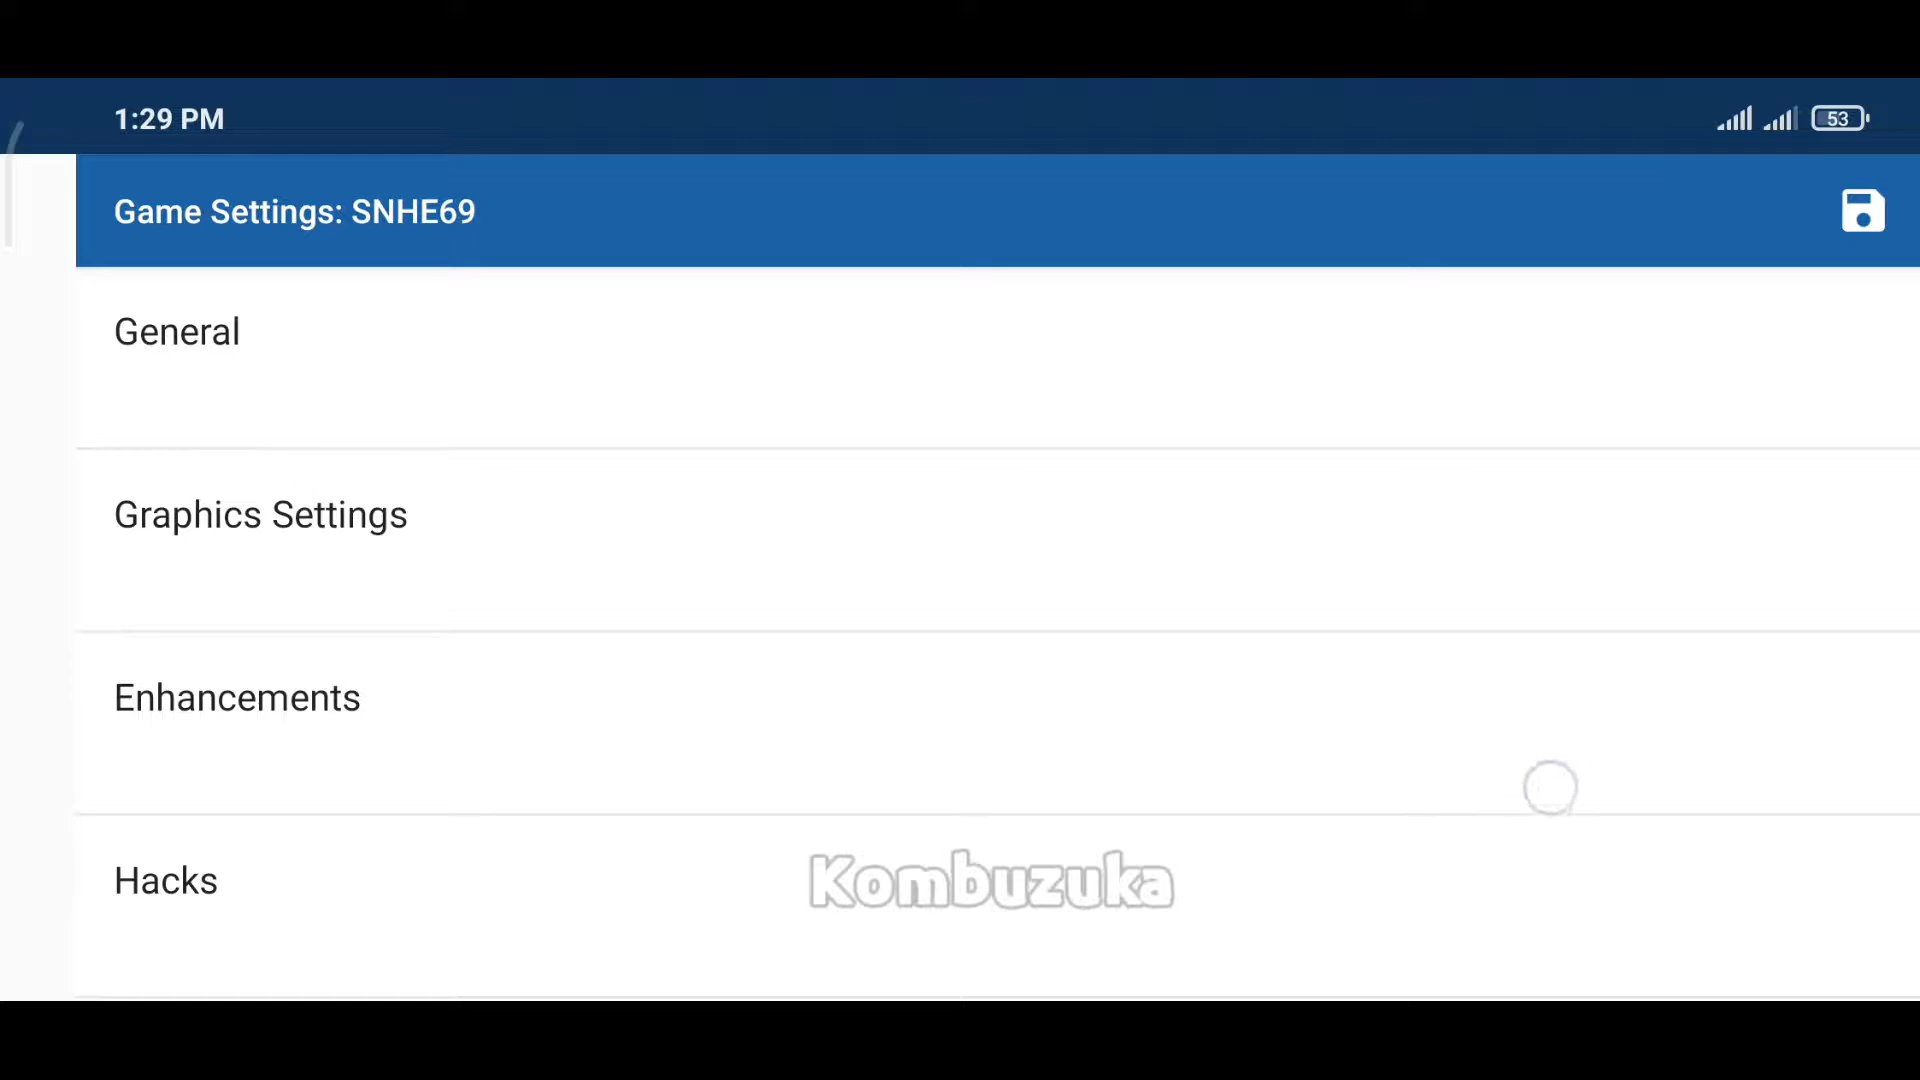 1:29 PM
53
Game Settings: SNHE69
General
Graphics Settings
Enhancements
Hacks
Kombuzuka